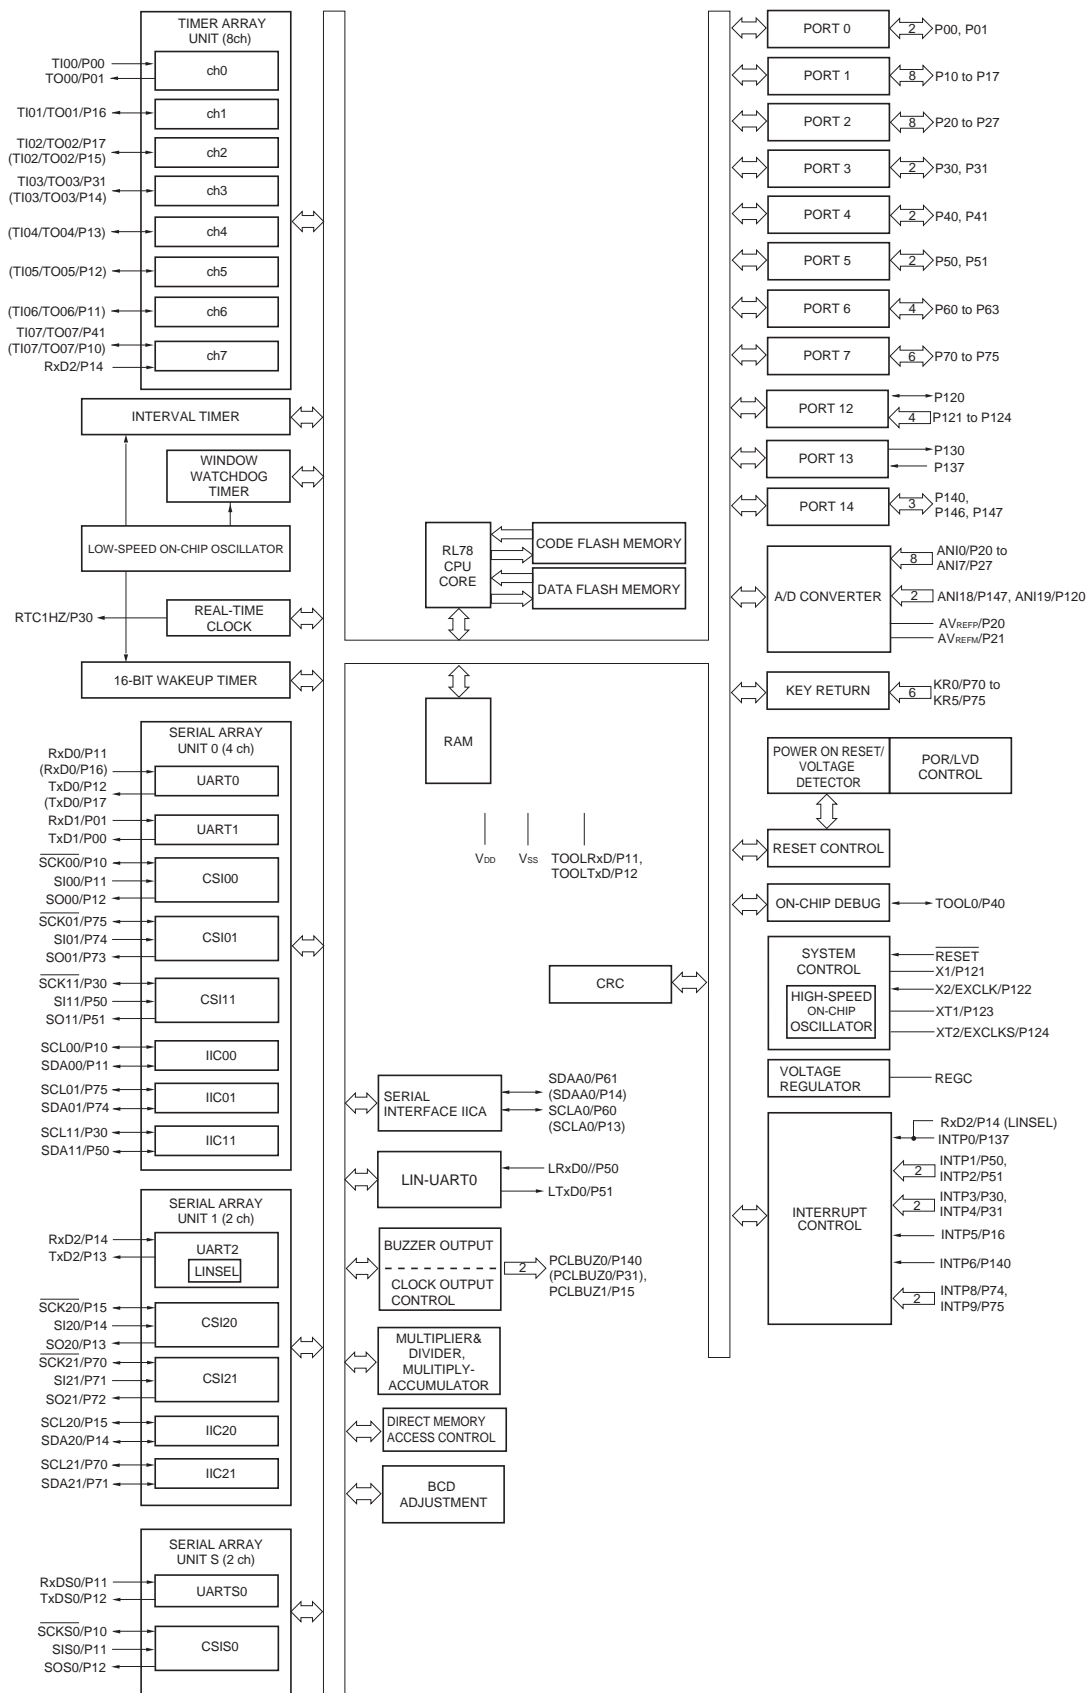 TIMER ARRAY
UNIT (8ch)
TI00/P00
TO00/P01
ch0
TI01/TO01/P16
ch1
TI02/TO02/P17
(TI02/TO02/P15)
ch2
TI03/TO03/P31
(TI03/TO03/P14)
ch3
(TI04/TO04/P13)
ch4
(TI05/TO05/P12)
ch5
(TI06/TO06/P11)
ch6
TI07/TO07/P41
(TI07/TO07/P10)
RxD2/P14
ch7
INTERVAL TIMER
WINDOW
WATCHDOG
TIMER
LOW-SPEED ON-CHIP OSCILLATOR
RTC1HZ/P30
REAL-TIME
CLOCK
16-BIT WAKEUP TIMER
SERIAL ARRAY
UNIT 0 (4 ch)
RxD0/P11
(RxD0/P16)
TxD0/P12
(TxD0/P17
UART0
RxD1/P01
TxD1/P00
UART1
SCK00/P10
SI00/P11
SO00/P12
CSI00
SCK01/P75
SI01/P74
SO01/P73
CSI01
SCK11/P30
SI11/P50
SO11/P51
CSI11
SCL00/P10
SDA00/P11
IIC00
SCL01/P75
SDA01/P74
IIC01
SCL11/P30
SDA11/P50
IIC11
SERIAL ARRAY
UNIT 1 (2 ch)
RxD2/P14
TxD2/P13
UART2
LINSEL
SCK20/P15
SI20/P14
SO20/P13
CSI20
SCK21/P70
SI21/P71
SO21/P72
CSI21
SCL20/P15
SDA20/P14
IIC20
SCL21/P70
SDA21/P71
IIC21
SERIAL ARRAY
UNIT S (2 ch)
RxDS0/P11
TxDS0/P12
UARTS0
SCKS0/P10
SIS0/P11
SOS0/P12
CSIS0
RL78
CPU
CORE
CODE FLASH MEMORY
DATA FLASH MEMORY
RAM
VDD
VSS
TOOLRxD/P11,
TOOLTxD/P12
CRC
SERIAL
INTERFACE IICA
SDAA0/P61
(SDAA0/P14)
SCLA0/P60
(SCLA0/P13)
LIN-UART0
LRxD0//P50
LTxD0/P51
BUZZER OUTPUT
CLOCK OUTPUT
CONTROL
2
PCLBUZ0/P140
(PCLBUZ0/P31),
PCLBUZ1/P15
MULTIPLIER&
DIVIDER,
MULITIPLY-
ACCUMULATOR
DIRECT MEMORY
ACCESS CONTROL
BCD
ADJUSTMENT
PORT 0
2
P00, P01
PORT 1
8
P10 to P17
PORT 2
8
P20 to P27
PORT 3
2
P30, P31
PORT 4
2
P40, P41
PORT 5
2
P50, P51
PORT 6
4
P60 to P63
PORT 7
6
P70 to P75
PORT 12
P120
4
P121 to P124
PORT 13
P130
P137
PORT 14
3
P140,
P146, P147
A/D CONVERTER
8
ANI0/P20 to
ANI7/P27
2
ANI18/P147, ANI19/P120
AVREFP/P20
AVREFM/P21
KEY RETURN
6
KR0/P70 to
KR5/P75
POWER ON RESET/
VOLTAGE
DETECTOR
POR/LVD
CONTROL
RESET CONTROL
ON-CHIP DEBUG
TOOL0/P40
SYSTEM
CONTROL
HIGH-SPEED
ON-CHIP
OSCILLATOR
RESET
X1/P121
X2/EXCLK/P122
XT1/P123
XT2/EXCLKS/P124
VOLTAGE
REGULATOR
REGC
INTERRUPT
CONTROL
RxD2/P14 (LINSEL)
INTP0/P137
2
INTP1/P50,
INTP2/P51
2
INTP3/P30,
INTP4/P31
INTP5/P16
INTP6/P140
2
INTP8/P74,
INTP9/P75